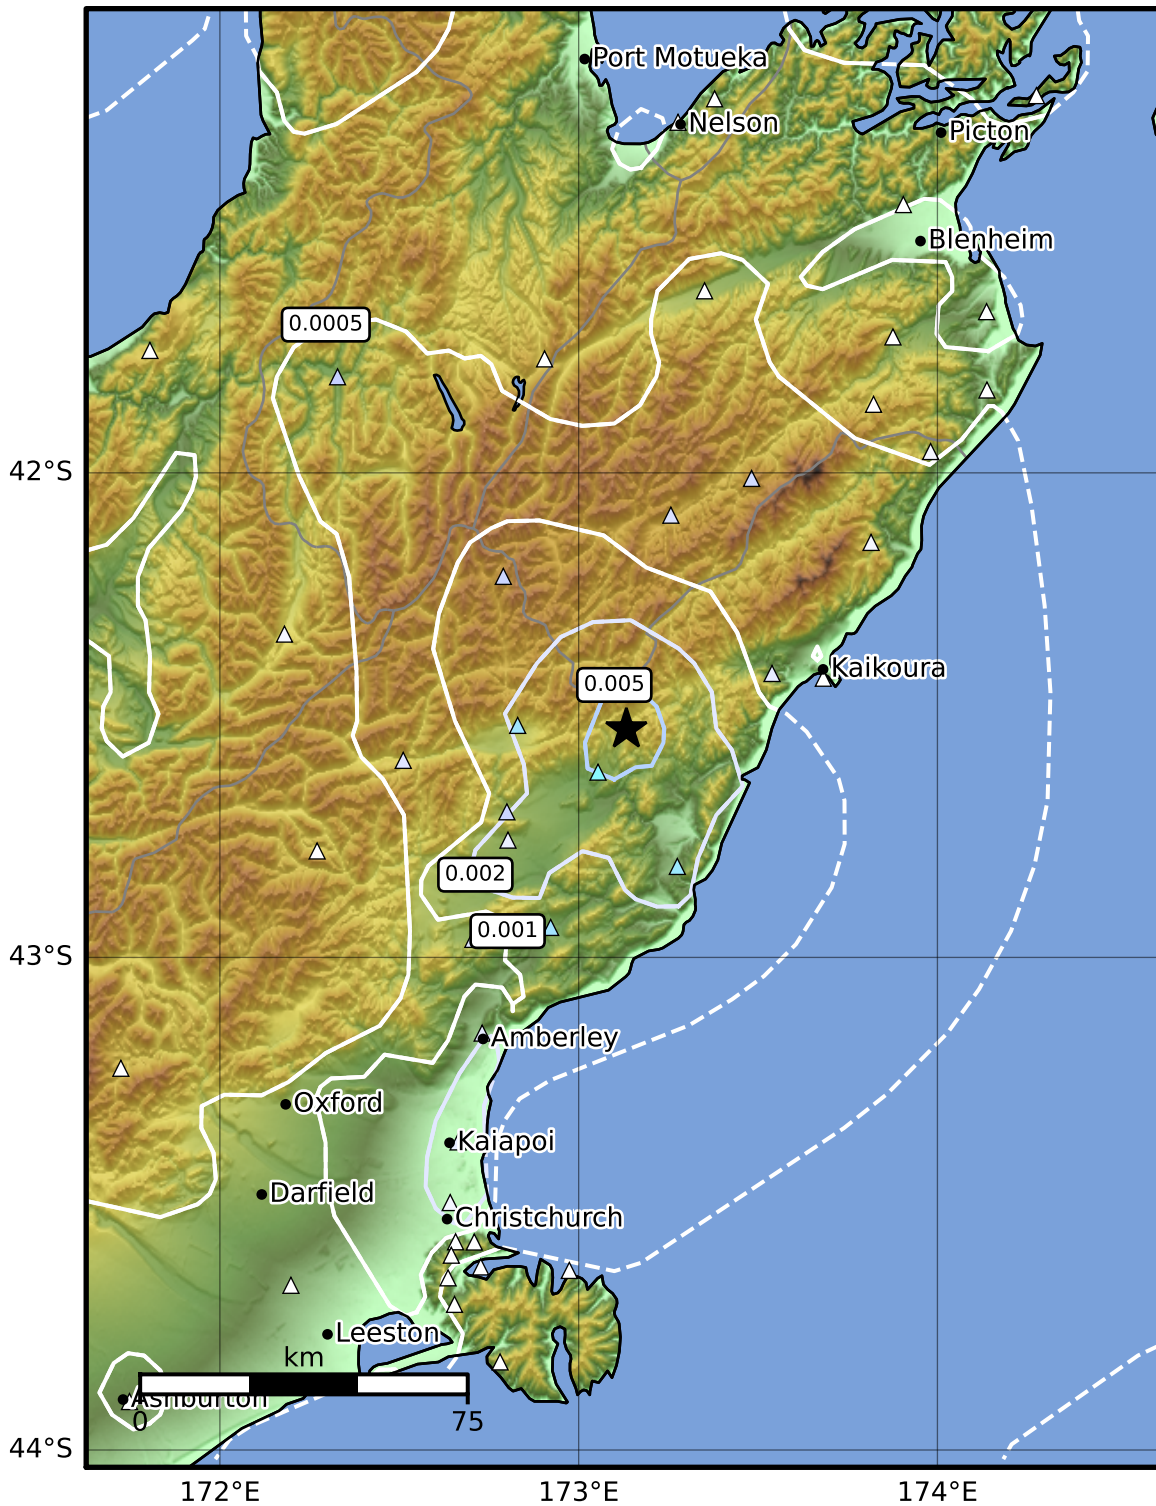 Port Motueka
Nelson
Picton
Blenheim
0.0005
42°S
Kaikoura
0.005
0.002
0.001
43°S
Amberley
Oxford
Kaiapoi
Darfield
Christchurch
Leeston
km
Ashburton
0 75
44°S
172°E 173°E 174°E